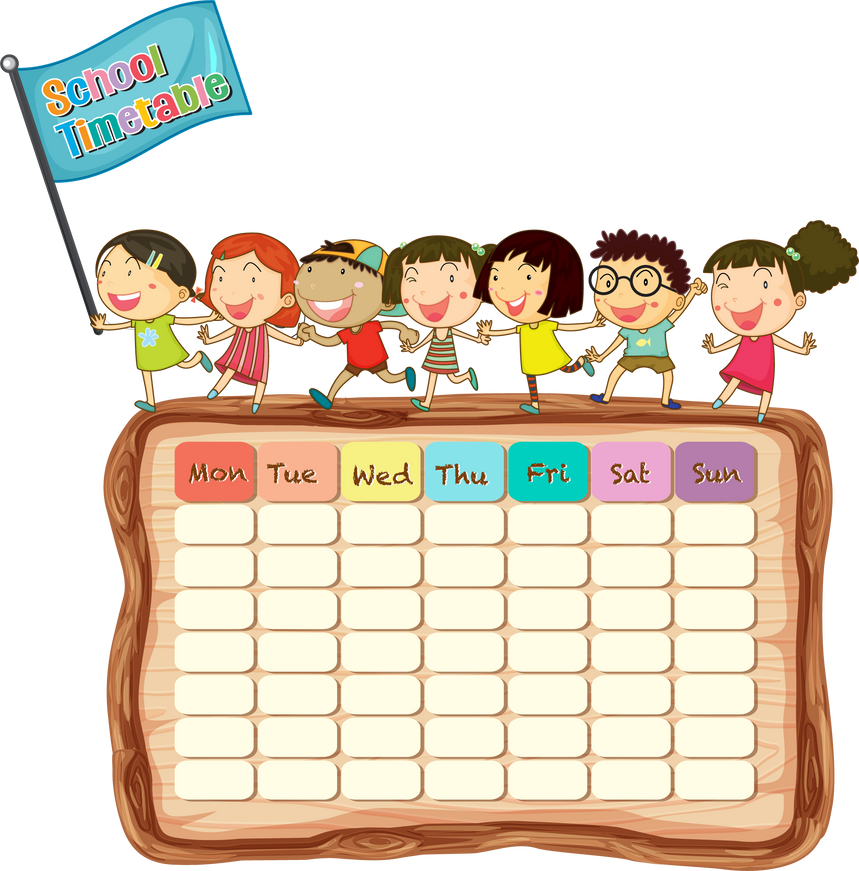 School
Timetable
Mon Tue Wed Thu Fri Sat Sun